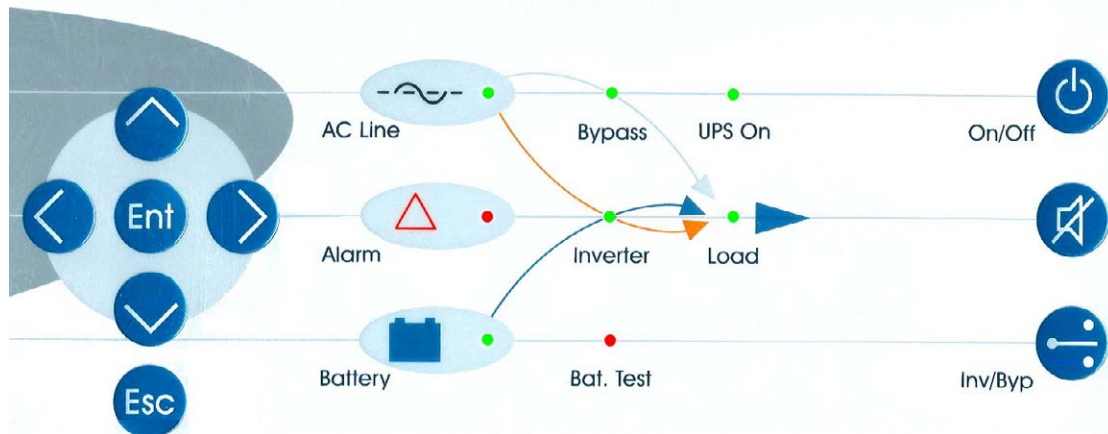 AC Line
Bypass
UPS On
On/Off
Ent
Alarm
Inverter
Load
Battery
Bat. Test
Inv/Byp
Esc